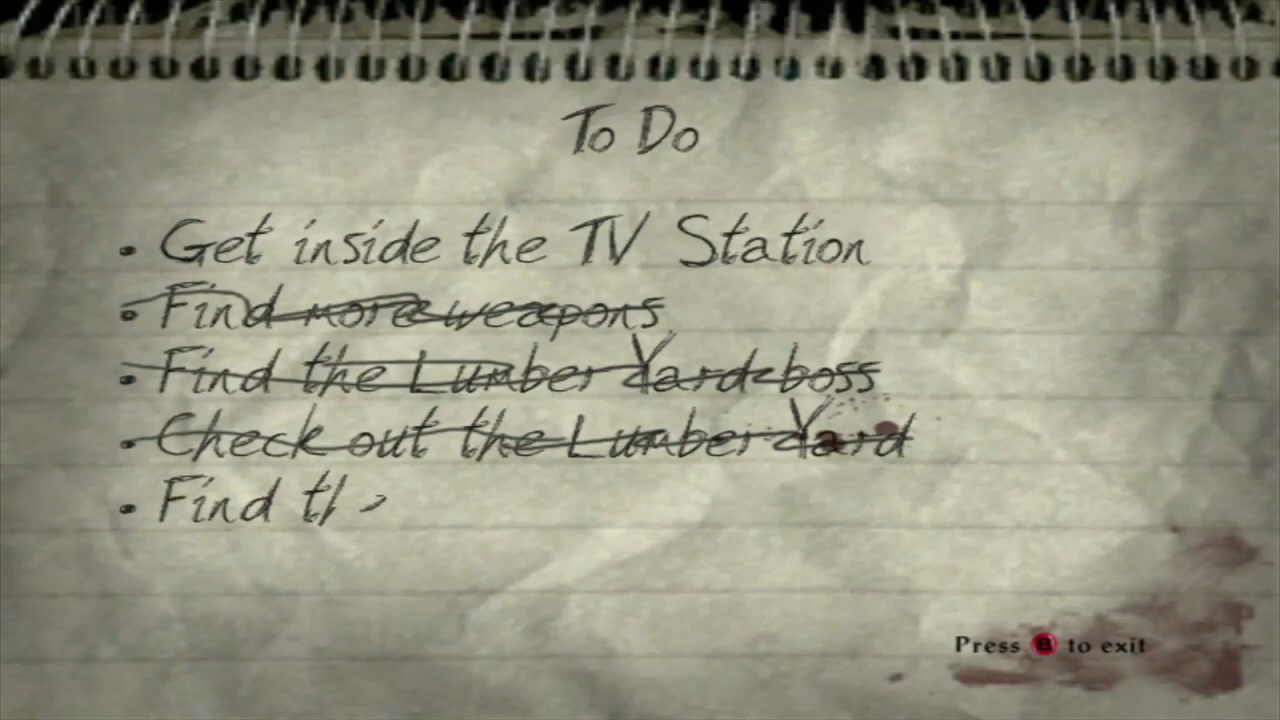 To Do
• Get inside the TV Station
• Find more weapons
• Find the Lumber Yard boss
• Check out the Lumber Yard
• Find
Press B to exit